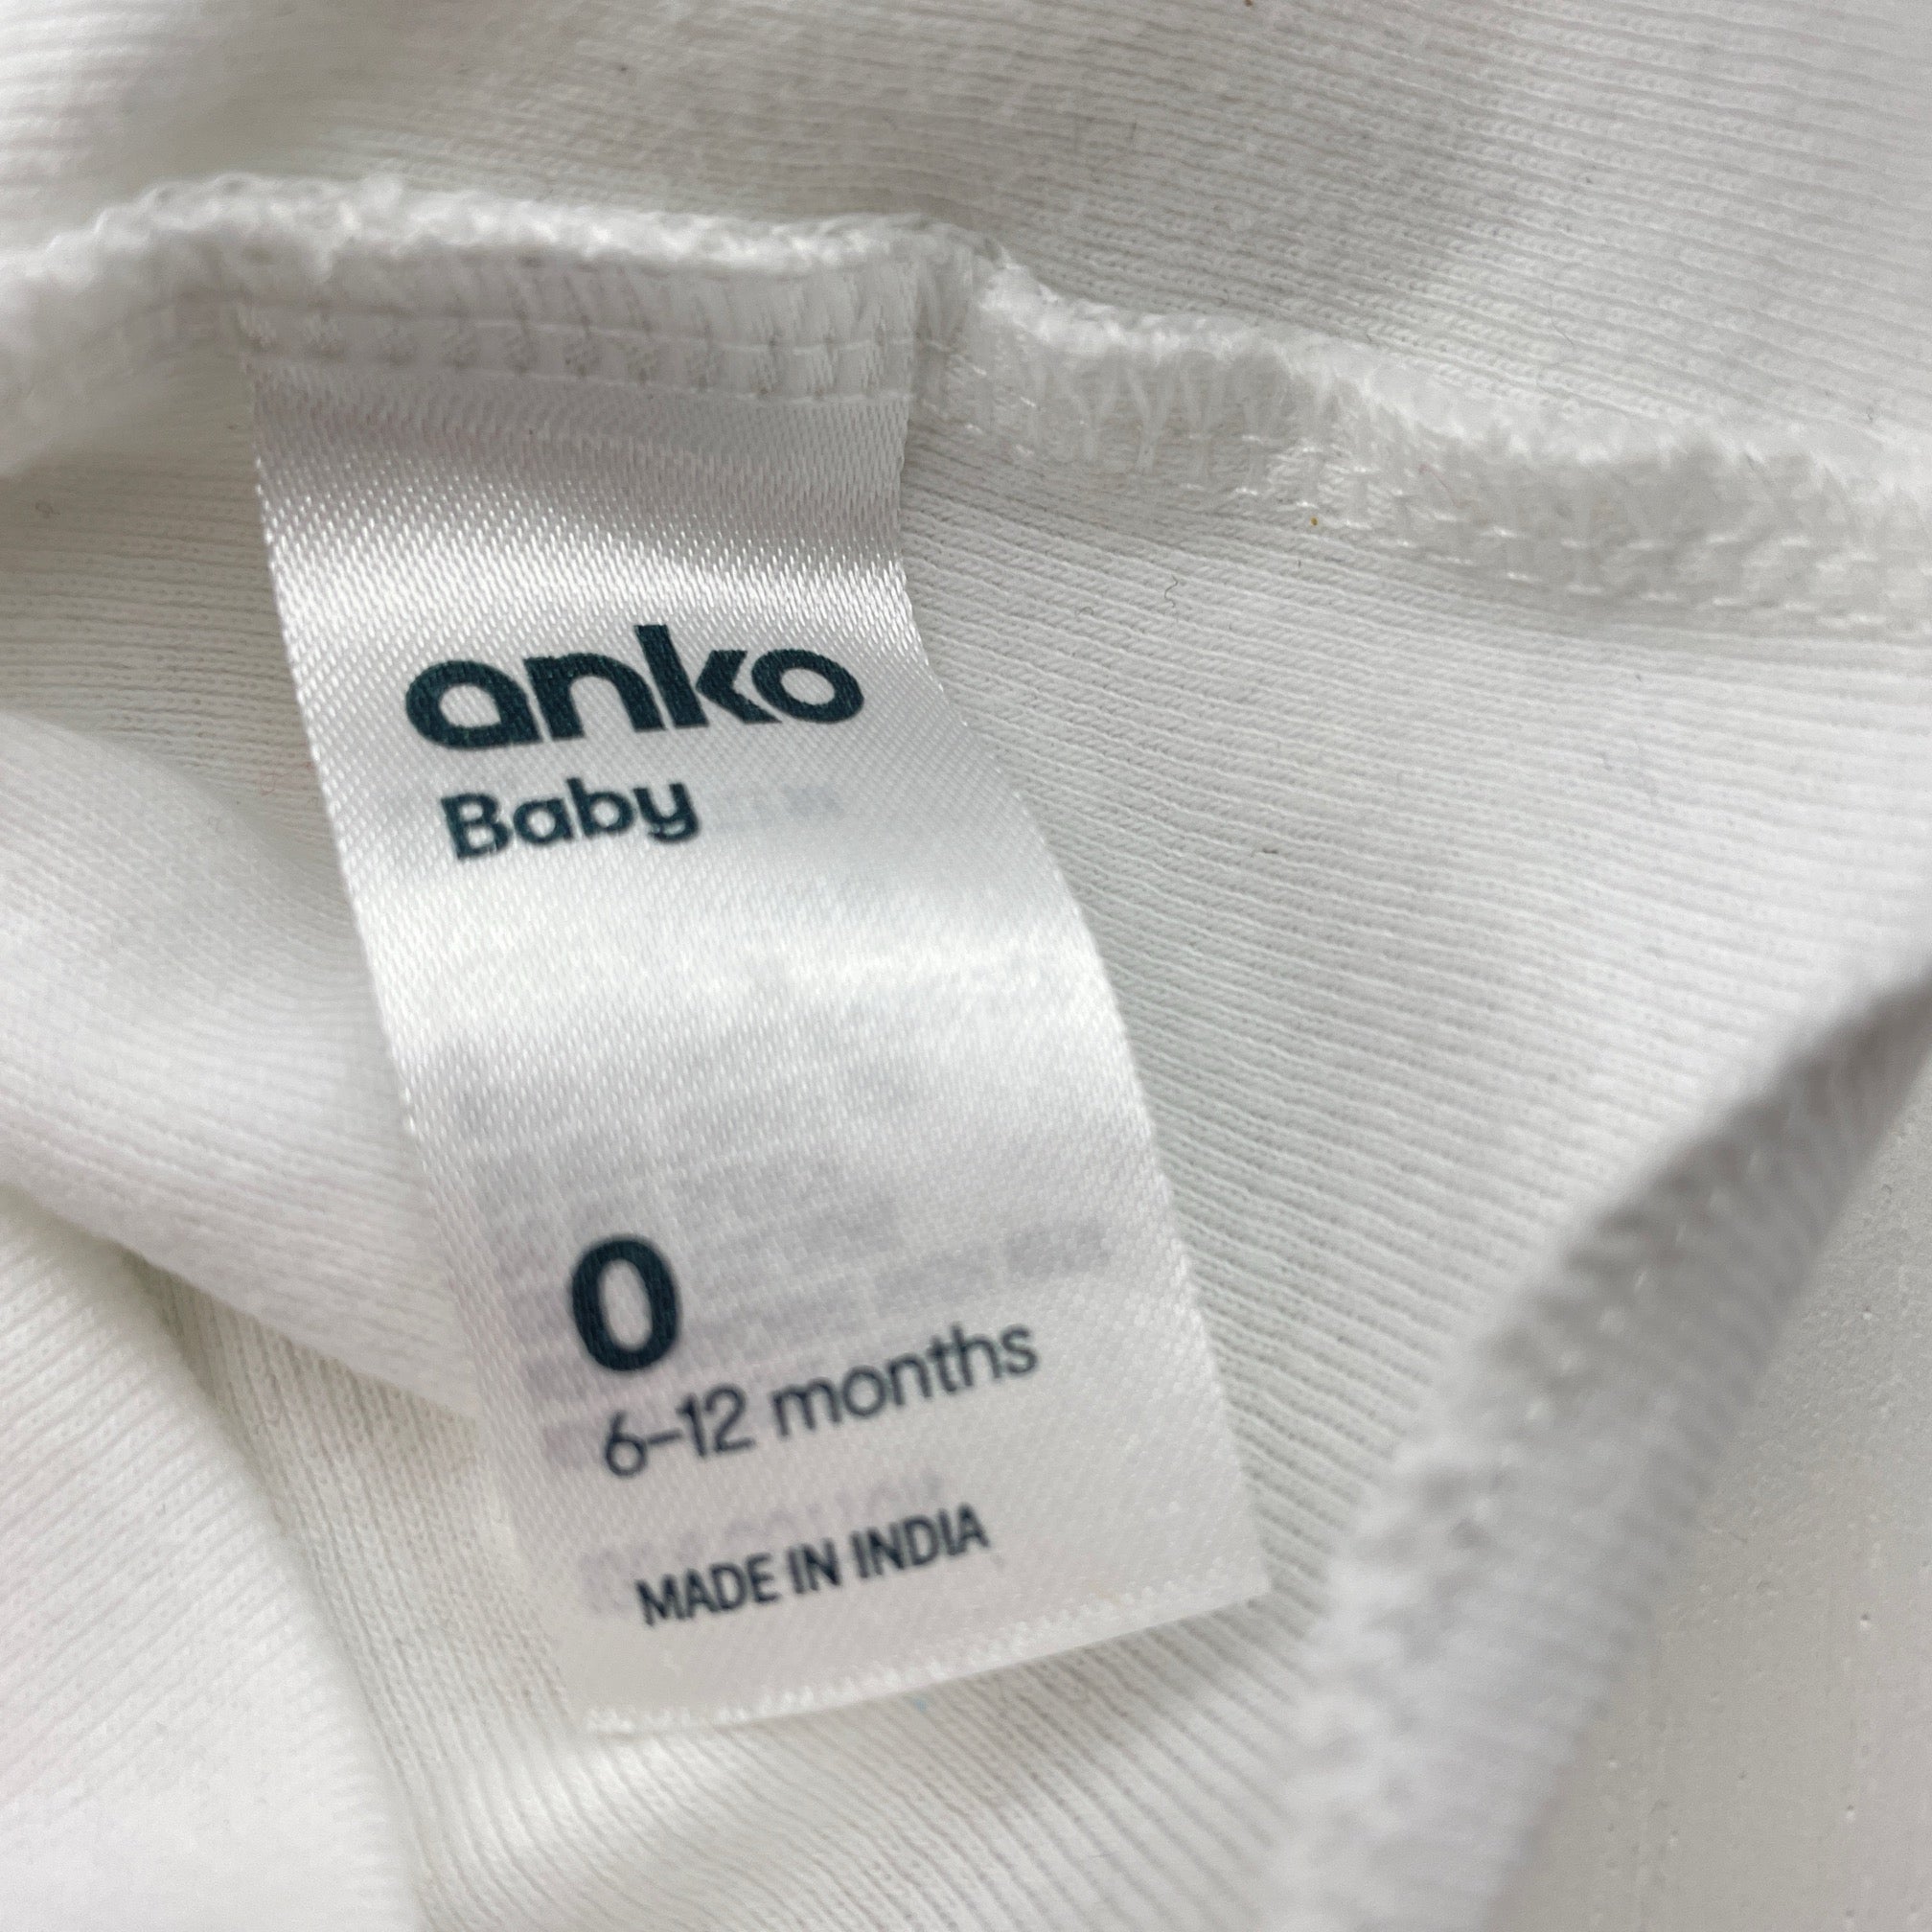 anko
Baby
0
6–12 months
MADE IN INDIA